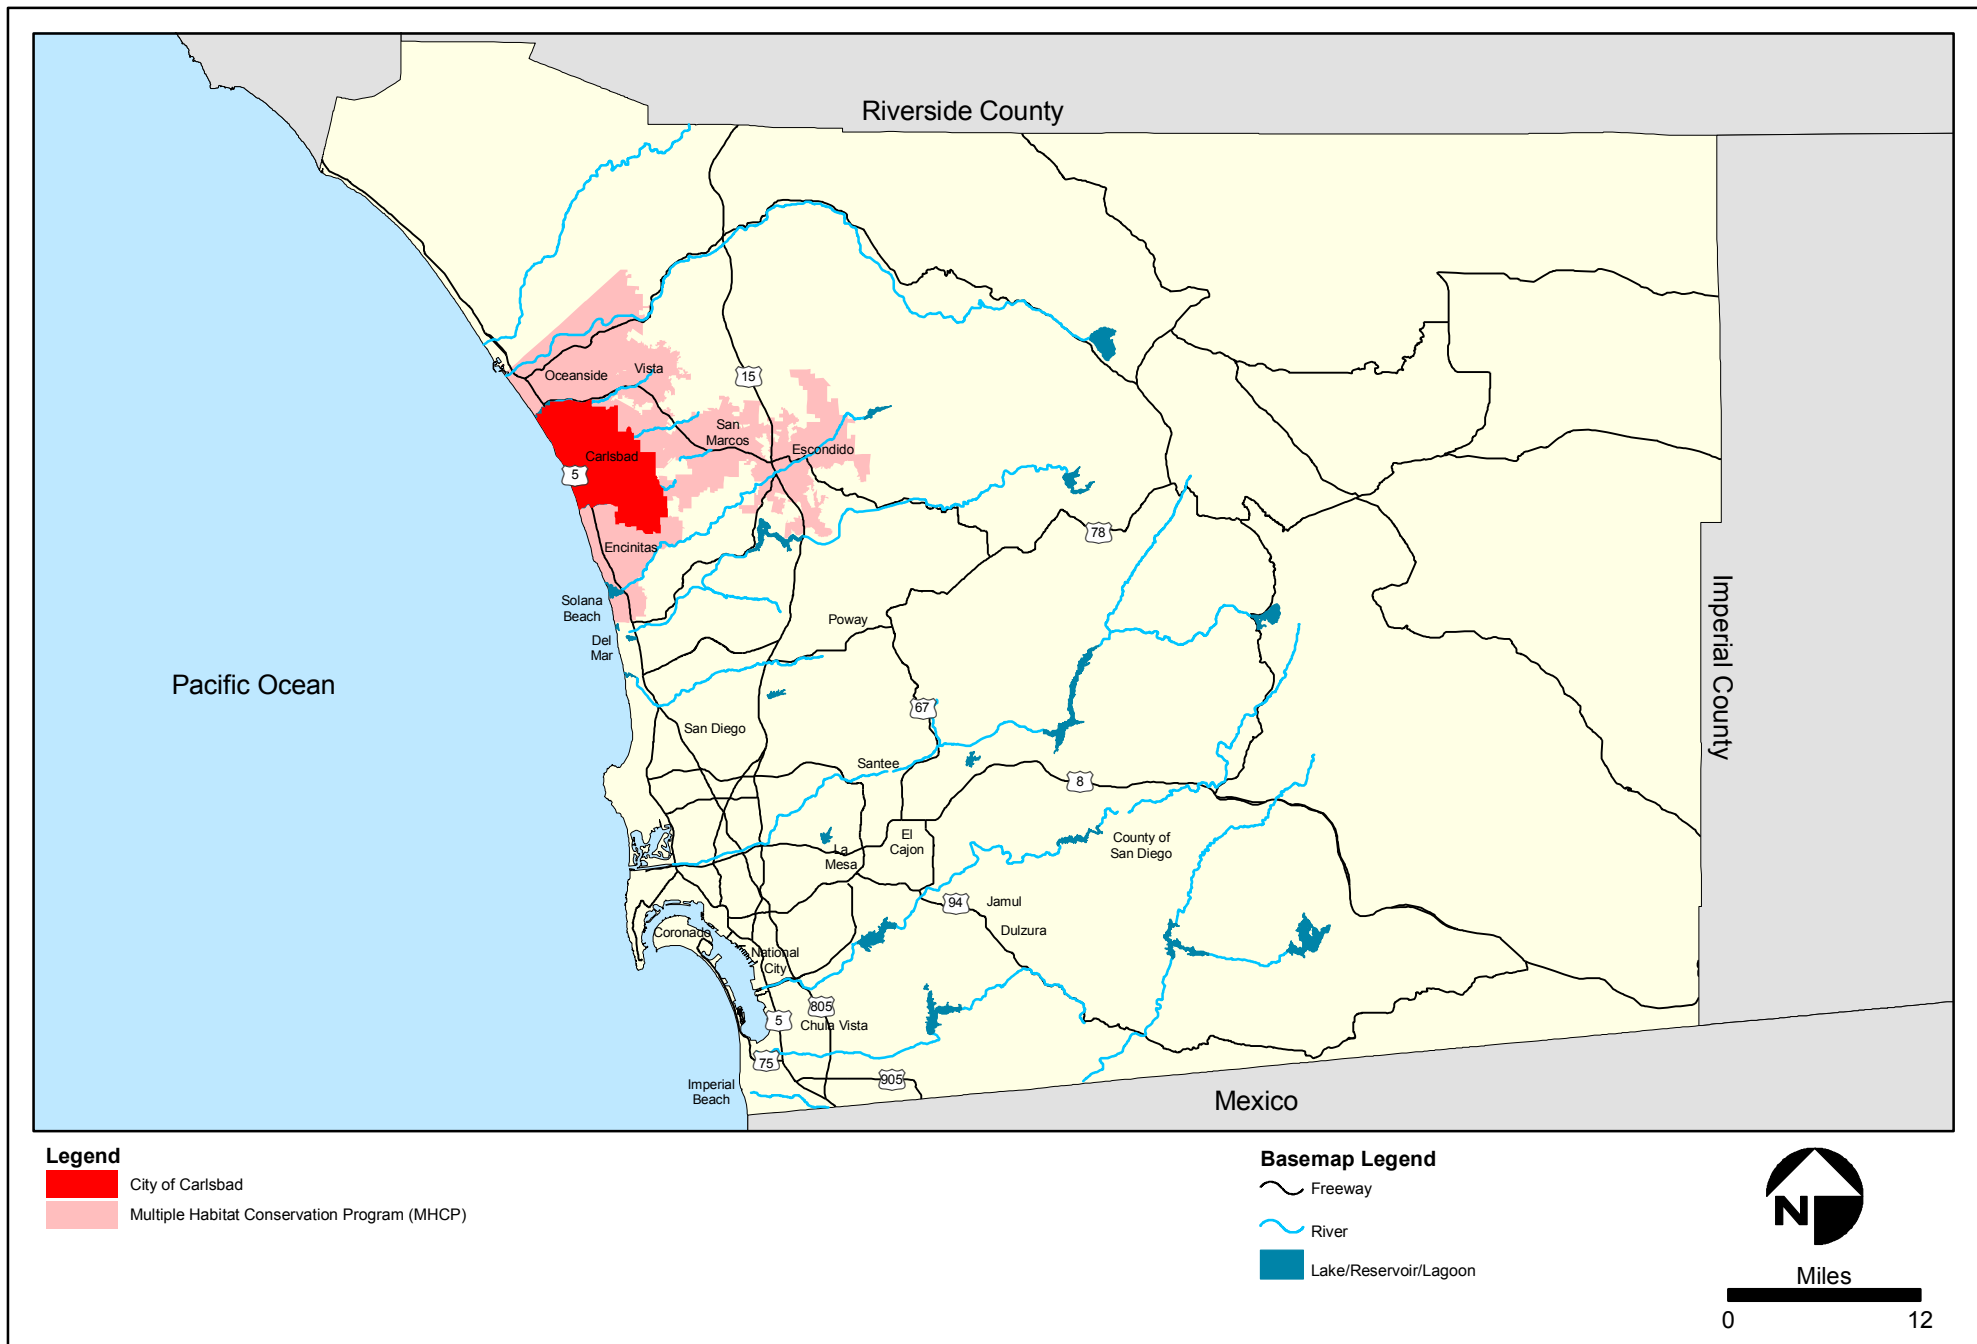 Riverside County
Oceanside
Vista
15
San
Marcos
Escondido
Carlsbad
5
78
Encinitas
Imperial County
Solana
Beach
Del
Mar
Poway
Pacific Ocean
67
San Diego
Santee
8
El
Cajon
County of
San Diego
La
Mesa
94
Jamul
Dulzura
Coronado
National
City
805
5
Chula Vista
75
905
Imperial
Beach
Mexico
Legend
City of Carlsbad
Multiple Habitat Conservation Program (MHCP)
Basemap Legend
Freeway
River
Lake/Reservoir/Lagoon
N
Miles
0 12